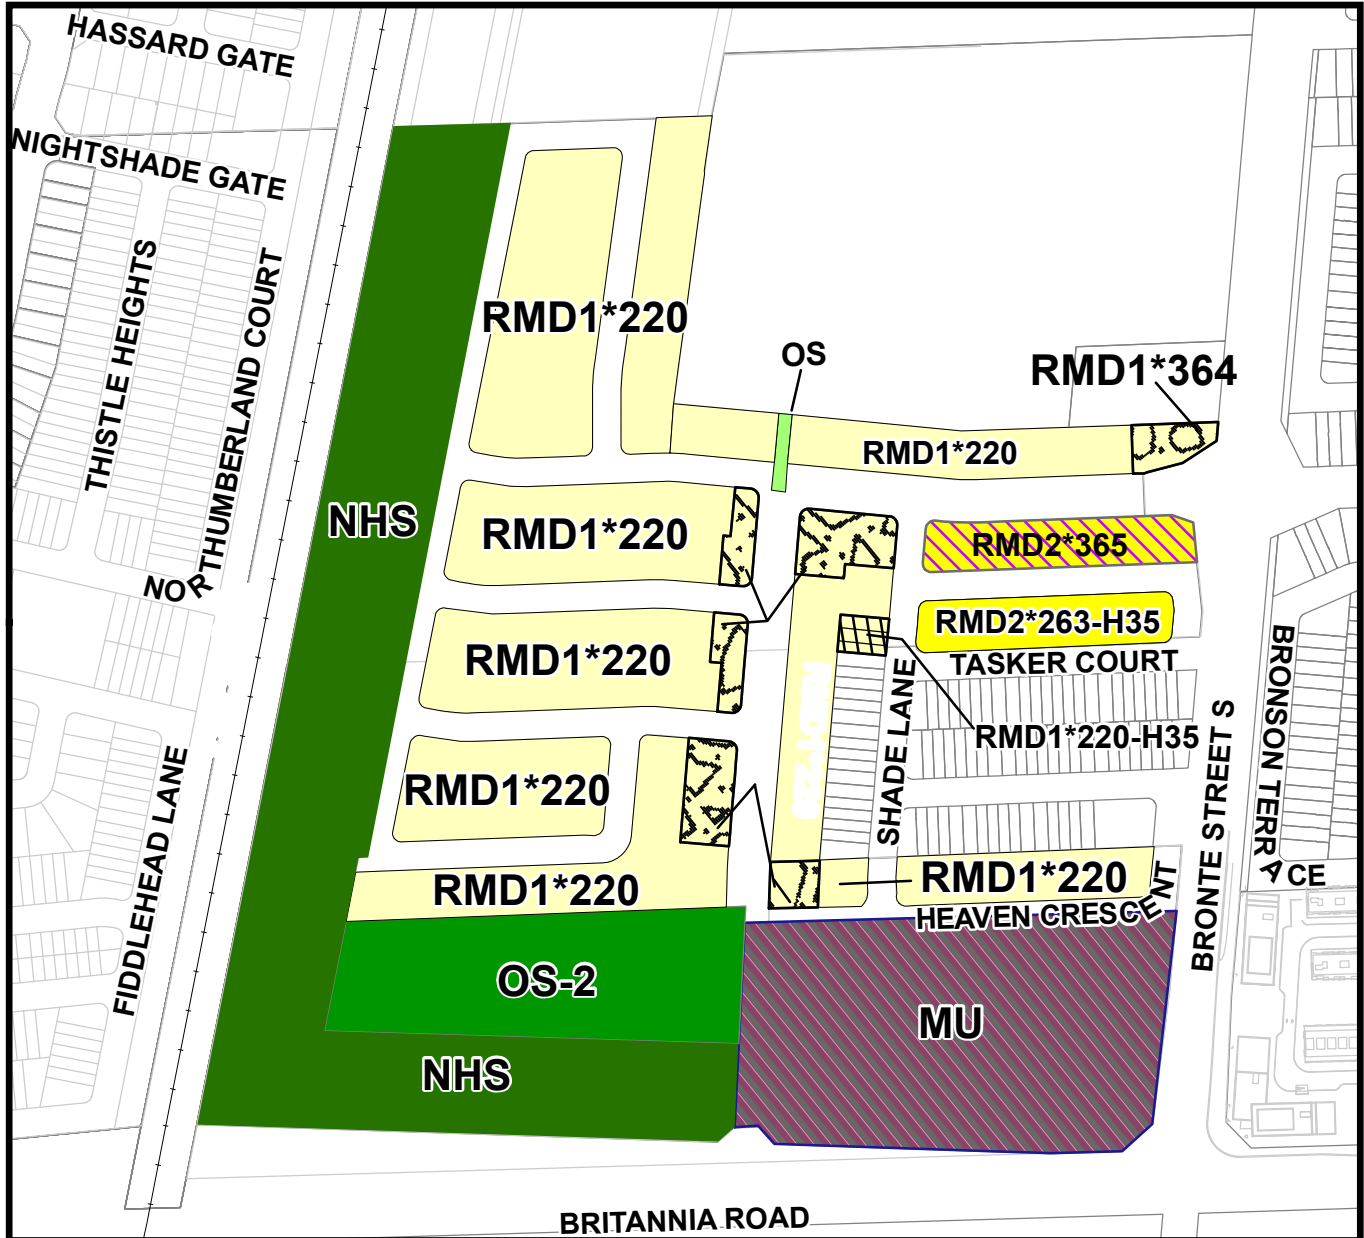 HASSARD GATE
NIGHTSHADE GATE
THISTLE HEIGHTS
NORTHUMBERLAND COURT
RMD1*220
OS
RMD1*364
RMD1*220
NHS
RMD1*220
RMD2*365
RMD2*263-H35
TASKER COURT
RMD1*220
RMD1*220
SHADE LANE
RMD1*220-H35
BRONSON TERRACE
BRONTE STREET S
FIDDLEHEAD LANE
RMD1*220
RMD1*220
RMD1*220
HEAVEN CRESCENT
OS-2
MU
NHS
BRITANNIA ROAD